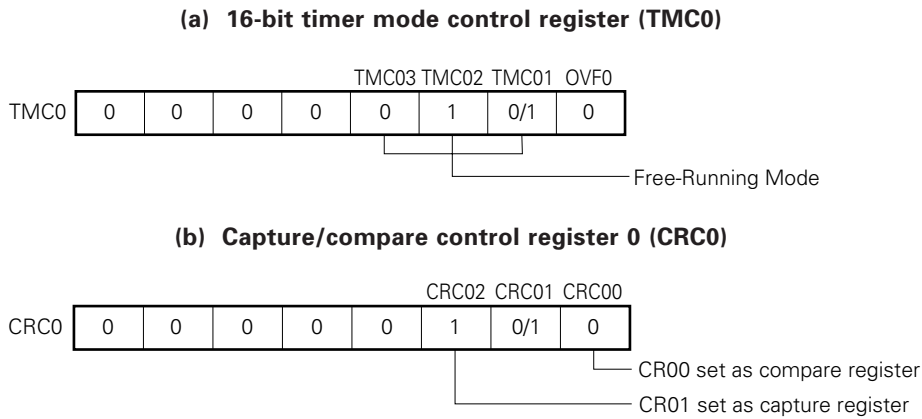 (a) 16-bit timer mode control register (TMC0)
TMC03 TMC02 TMC01 OVF0
TMC0 0 0 0 0 0 1 0/1 0
Free-Running Mode
(b) Capture/compare control register 0 (CRC0)
CRC02 CRC01 CRC00
CRC0 0 0 0 0 0 1 0/1 0
CR00 set as compare register
CR01 set as capture register